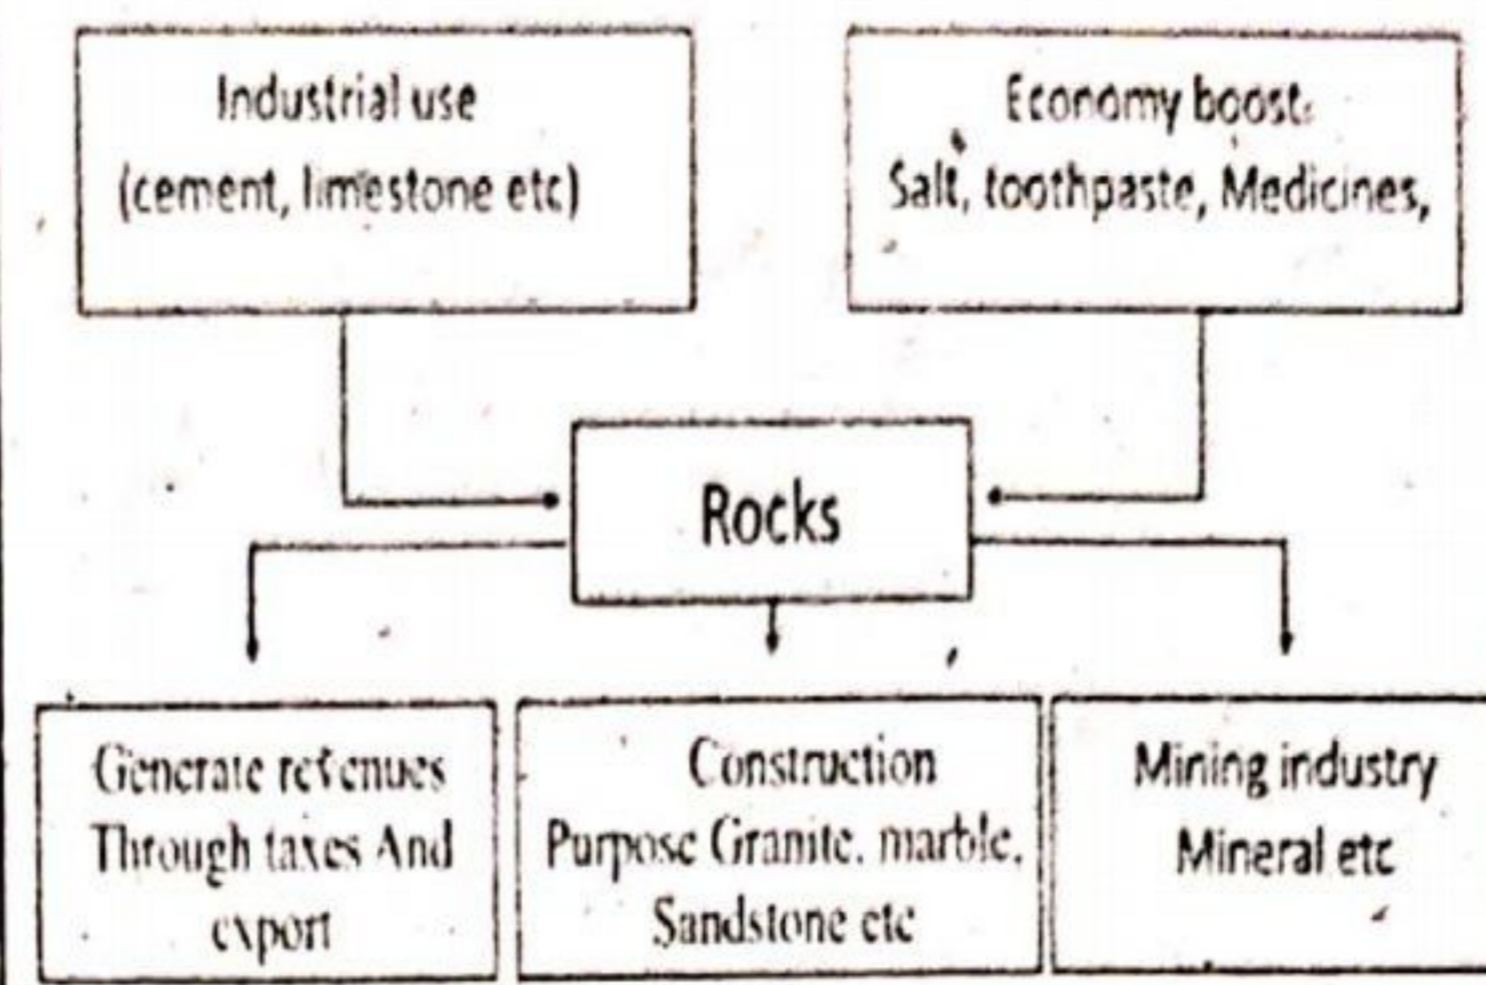 Industrial use
(cement, limestone etc)
Economy boost:
Salt, toothpaste, Medicines,
Rocks
Generate revenues
Through taxes And
export
Construction
Purpose Granite, marble,
Sandstone etc
Mining industry
Mineral etc